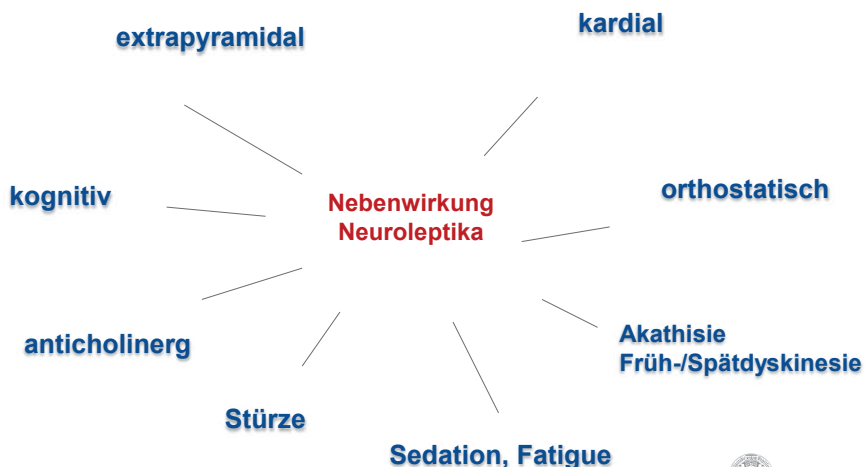 extrapyramidal
kardial
kognitiv
Nebenwirkung
Neuroleptika
orthostatisch
anticholinerg
Akathisie
Früh-/Spätdyskinesie
Stürze
Sedation, Fatigue